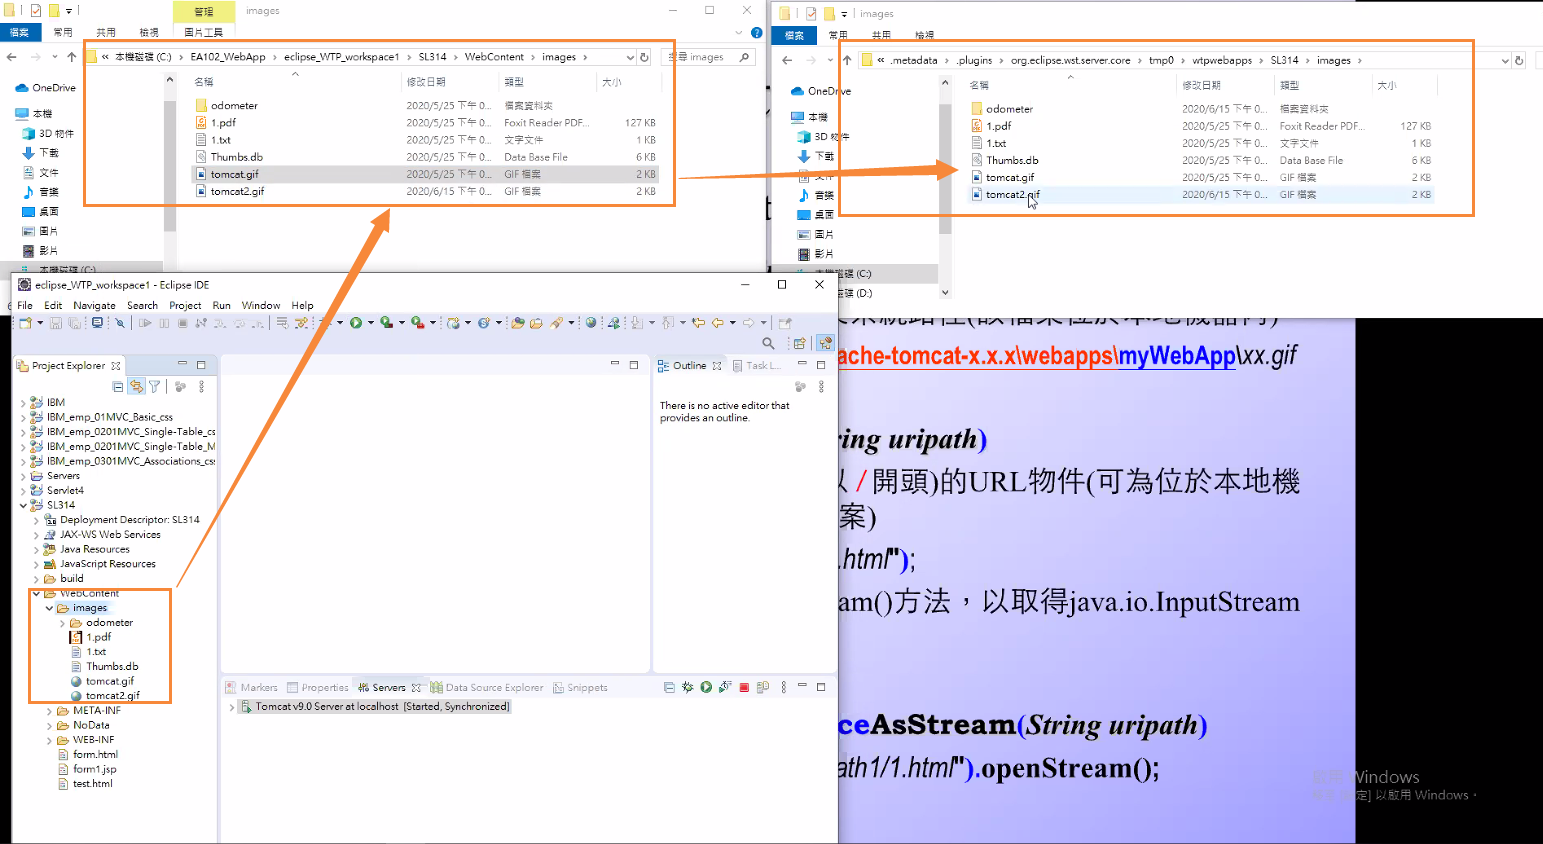 管理
images
檔案
常用
共用
檢視
圖片工具
« 本機磁碟 (C:) › EA102_WebApp › eclipse_WTP_workspace1 › SL314 › WebContent › images ›
搜尋 images
名稱
修改日期
類型
大小
OneDrive
本機
3D 物件
下載
文件
音樂
桌面
圖片
影片
本機磁碟 (C:)
odometer 2020/5/25 下午 0... 檔案資料夾
1.pdf 2020/5/25 下午 0... Foxit Reader PDF... 127 KB
1.txt 2020/5/25 下午 0... 文字文件 1 KB
Thumbs.db 2020/5/25 下午 0... Data Base File 6 KB
tomcat.gif 2020/5/25 下午 0... GIF 檔案 2 KB
tomcat2.gif 2020/6/15 下午 0... GIF 檔案 2 KB
images
檔案
常用
共用
檢視
« .metadata › .plugins › org.eclipse.wst.server.core › tmp0 › wtpwebapps › SL314 › images ›
名稱
修改日期
類型
大小
OneDrive
本機
3D 物件
下載
文件
音樂
桌面
圖片
影片
本機磁碟 (C:)
磁碟 (D:)
odometer 2020/6/15 下午 0... 檔案資料夾
1.pdf 2020/5/25 下午 0... Foxit Reader PDF... 127 KB
1.txt 2020/5/25 下午 0... 文字文件 1 KB
Thumbs.db 2020/5/25 下午 0... Data Base File 6 KB
tomcat.gif 2020/5/25 下午 0... GIF 檔案 2 KB
tomcat2.gif 2020/6/15 下午 0... GIF 檔案 2 KB
eclipse_WTP_workspace1 - Eclipse IDE
File Edit Navigate Search Project Run Window Help
Project Explorer
IBM
IBM_emp_01MVC_Basic_css
IBM_emp_0201MVC_Single-Table_cs
IBM_emp_0201MVC_Single-Table_M
IBM_emp_0301MVC_Associations_cs
Servers
Servlet4
SL314
Deployment Descriptor: SL314
JAX-WS Web Services
Java Resources
JavaScript Resources
build
WebContent
images
odometer
1.pdf
1.txt
Thumbs.db
tomcat.gif
tomcat2.gif
META-INF
NoData
WEB-INF
form.html
form1.jsp
test.html
Outline
Task L...
There is no active editor that
provides an outline.
Markers Properties Servers Data Source Explorer Snippets
Tomcat v9.0 Server at localhost [Started, Synchronized]
系統路徑(該檔案位於本地機器內)
ache-tomcat-x.x.x\webapps\myWebApp\xx.gif
ring uripath)
以 / 開頭)的URL物件(可為位於本地機
案)
.html");
am()方法，以取得java.io.InputStream
ceAsStream(String uripath)
ath1/1.html").openStream();
啟用 Windows
定] 以啟用 Windows。